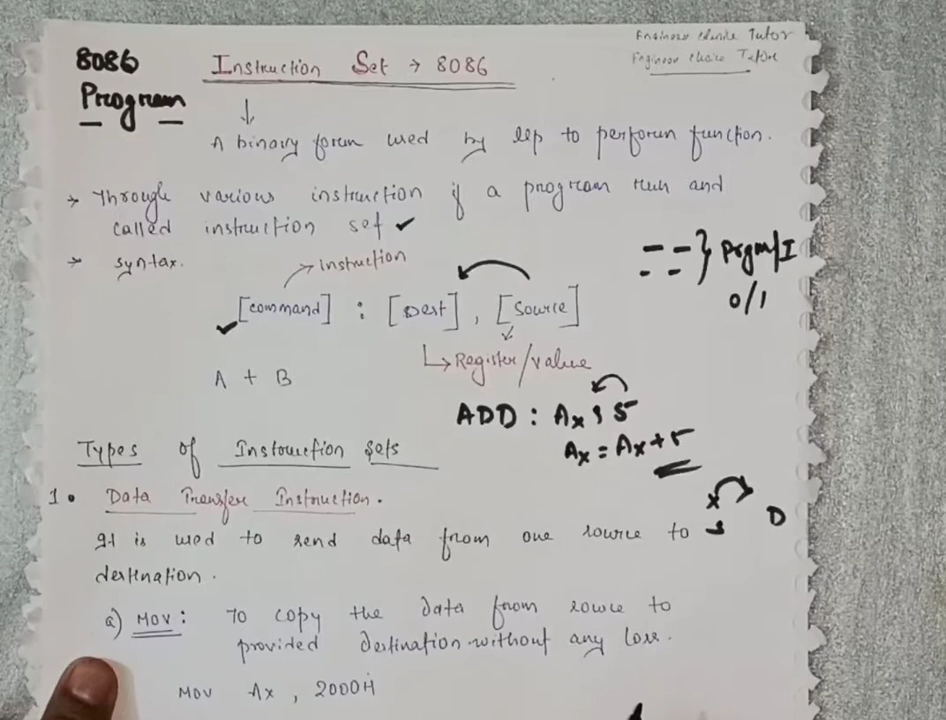 Engineer choice Tutor
Engineer choice Tutor
8086 Instruction Set → 8086
Program
↓
A binary form used by up to perform function.
→ Through various instruction if a program run and
called instruction set ✔
→ syntax.
→ instruction
-- --} Prgm/I
0/1
✔ [command] : [Dest], [Source]
↳ Register/value
A + B
ADD : Ax, 5
Ax = Ax + 5
Types of Instruction sets
1. Data Transfer Instruction.
It is used to send data from one source to
S D
destination.
a) MOV: To copy the data from source to
provided destination without any loss.
MOV Ax, 2000H